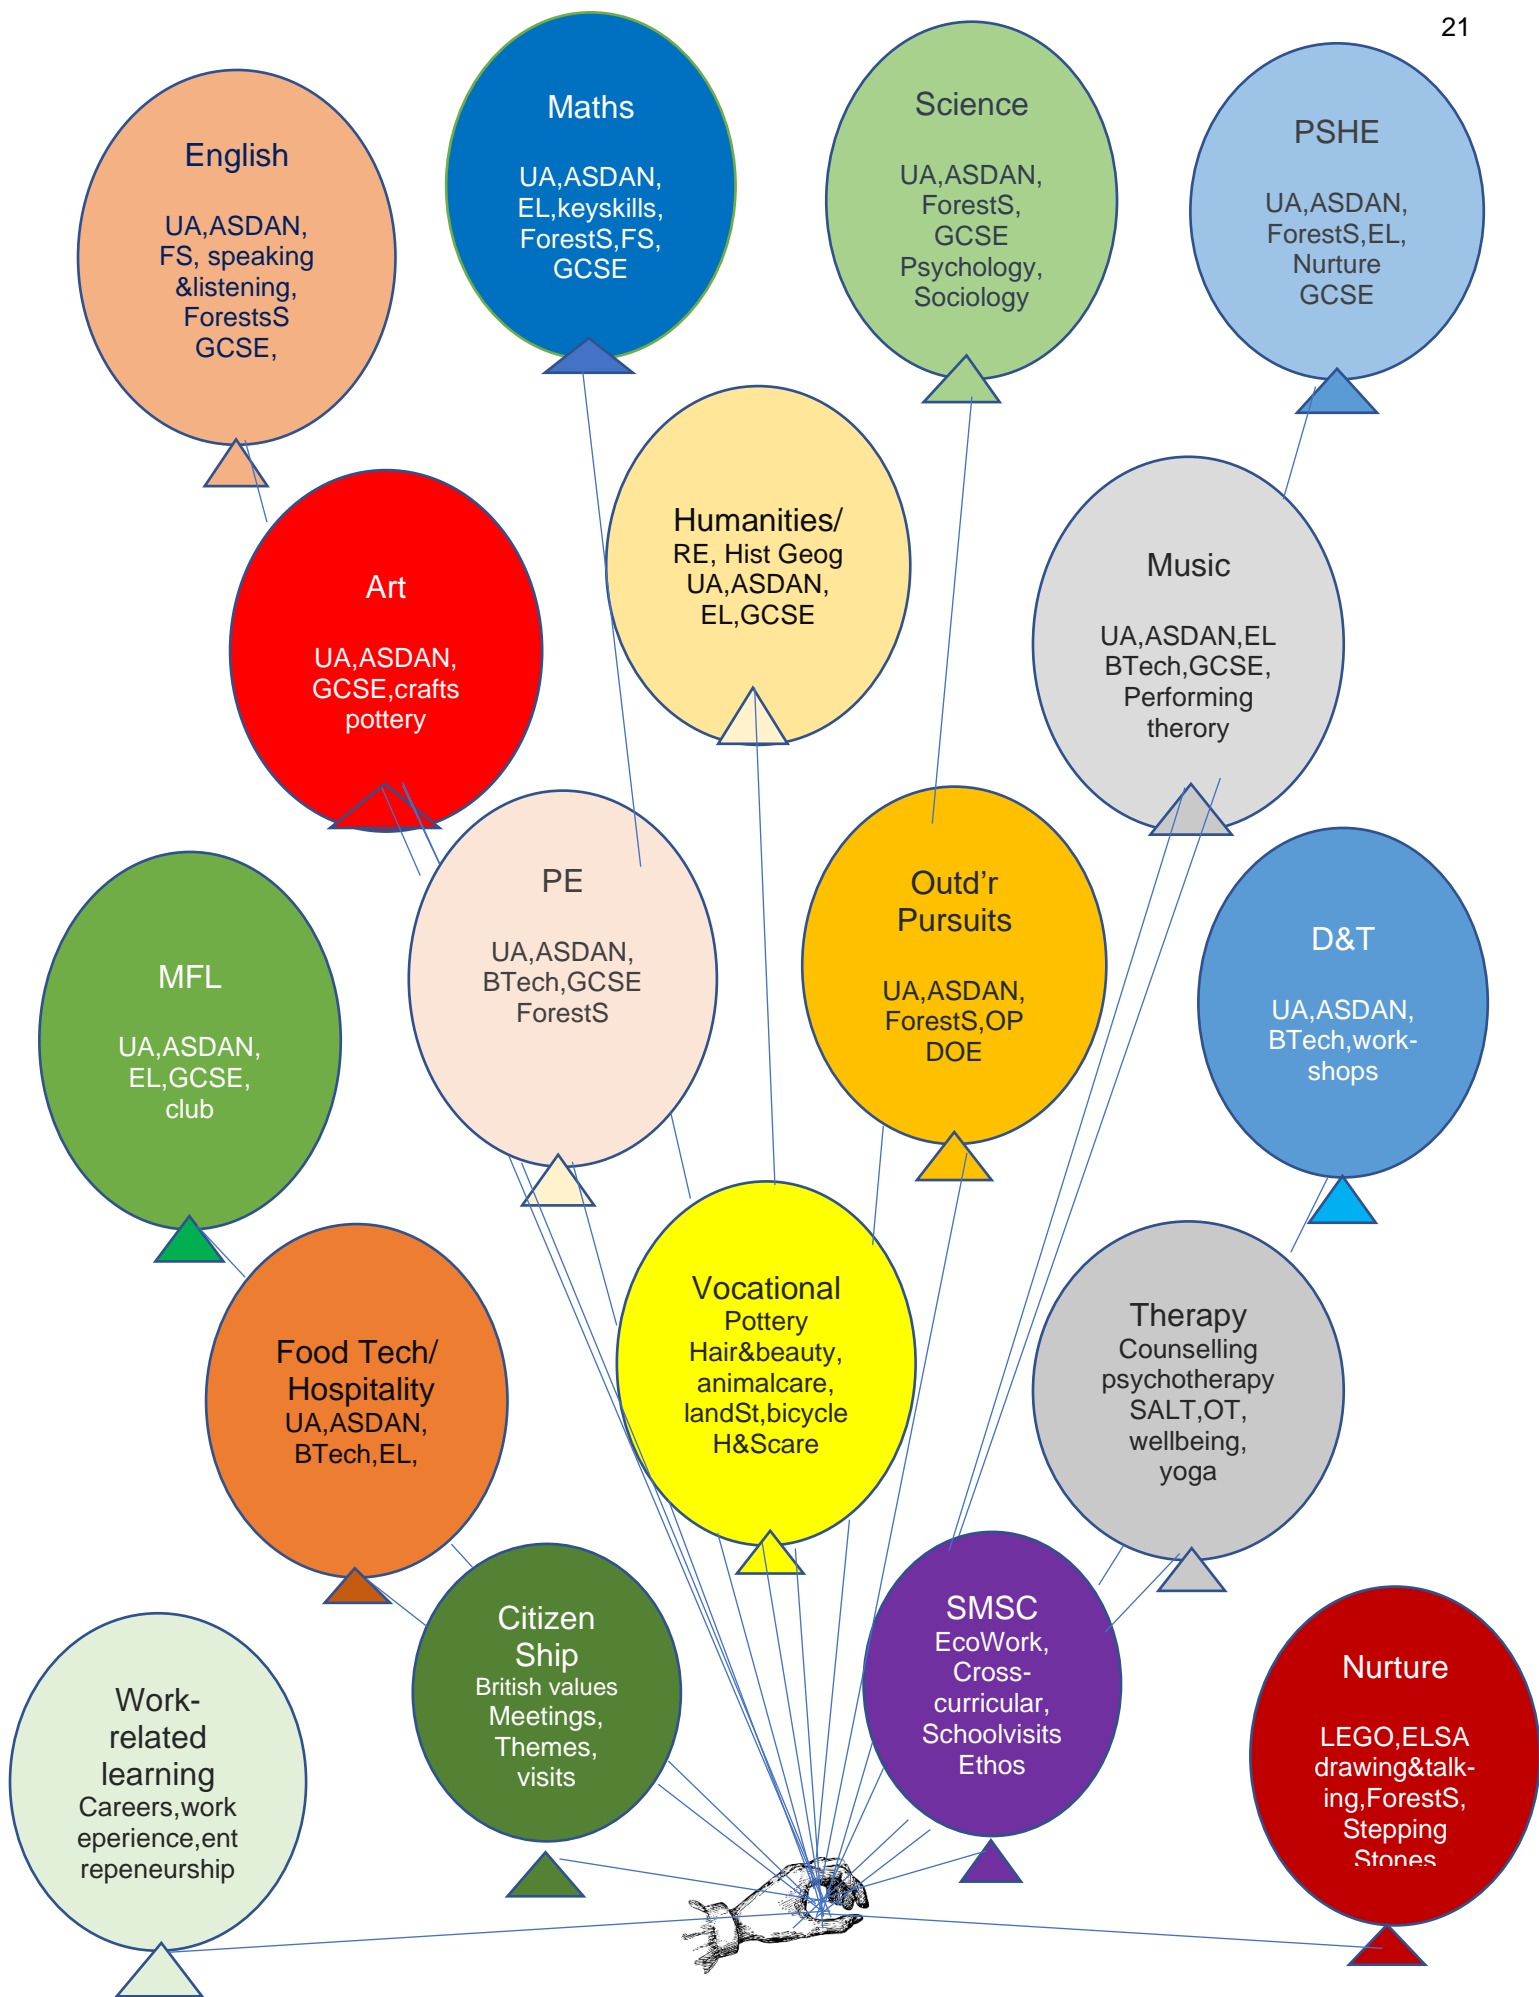 21
English
UA,ASDAN,
FS, speaking
&listening,
ForestsS
GCSE,
Maths
UA,ASDAN,
EL,keyskills,
ForestS,FS,
GCSE
Science
UA,ASDAN,
ForestS,
GCSE
Psychology,
Sociology
PSHE
UA,ASDAN,
ForestS,EL,
Nurture
GCSE
Art
UA,ASDAN,
GCSE,crafts
pottery
Humanities/
RE, Hist Geog
UA,ASDAN,
EL,GCSE
Music
UA,ASDAN,EL
BTech,GCSE,
Performing
therory
MFL
UA,ASDAN,
EL,GCSE,
club
PE
UA,ASDAN,
BTech,GCSE
ForestS
Outd'r
Pursuits
UA,ASDAN,
ForestS,OP
DOE
D&T
UA,ASDAN,
BTech,work-
shops
Food Tech/
Hospitality
UA,ASDAN,
BTech,EL,
Vocational
Pottery
Hair&beauty,
animalcare,
landSt,bicycle
H&Scare
Therapy
Counselling
psychotherapy
SALT,OT,
wellbeing,
yoga
Work-
related
learning
Careers,work
eperience,ent
repeneurship
Citizen
Ship
British values
Meetings,
Themes,
visits
SMSC
EcoWork,
Cross-
curricular,
Schoolvisits
Ethos
Nurture
LEGO,ELSA
drawing&talk-
ing,ForestS,
Stepping
Stones